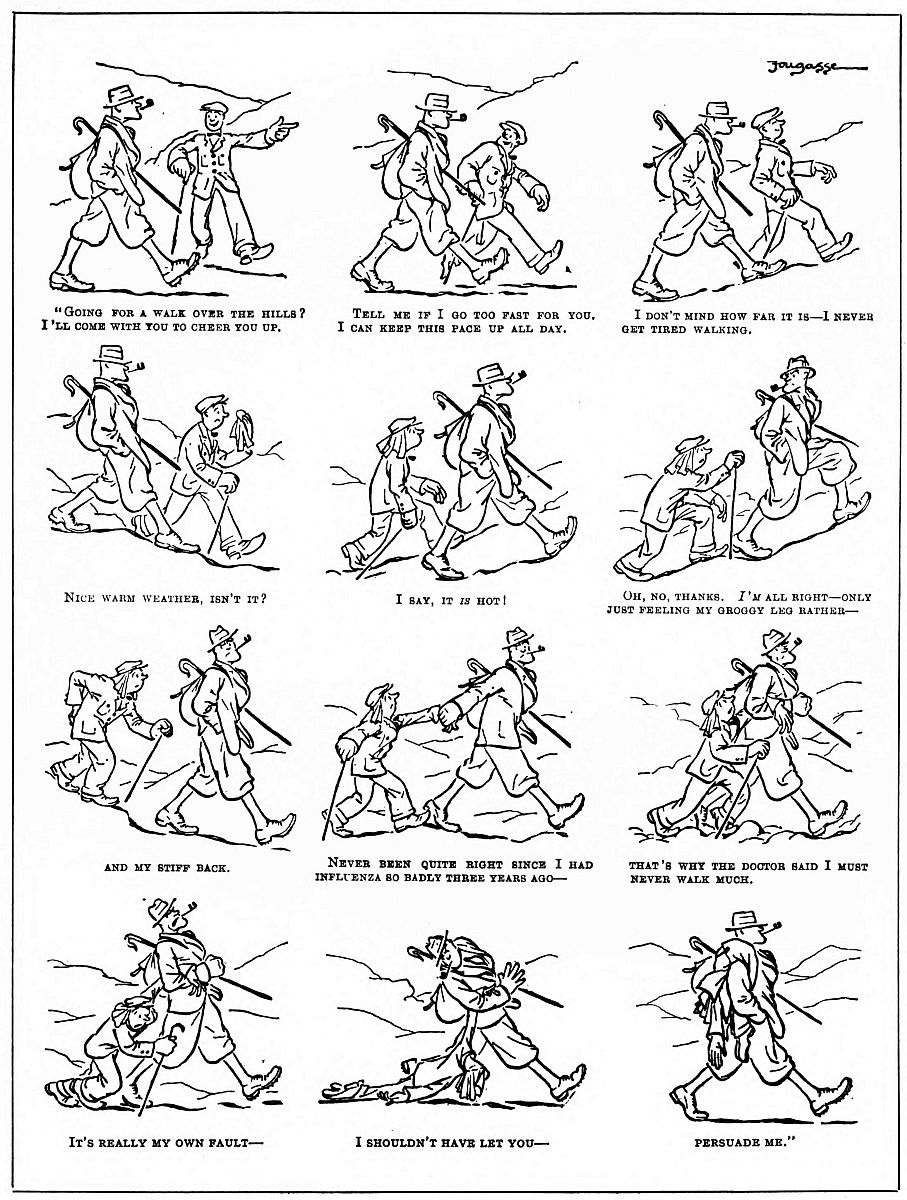 Fougasse
"Going for a walk over the hills?
I'll come with you to cheer you up.
Tell me if I go too fast for you.
I can keep this pace up all day.
I don't mind how far it is—I never
get tired walking.
Nice warm weather, isn't it?
I say, it is hot!
Oh, no, thanks. I'm all right—only
just feeling my groggy leg rather—
and my stiff back.
Never been quite right since I had
influenza so badly three years ago—
that's why the doctor said I must
never walk much.
It's really my own fault—
I shouldn't have let you—
persuade me."